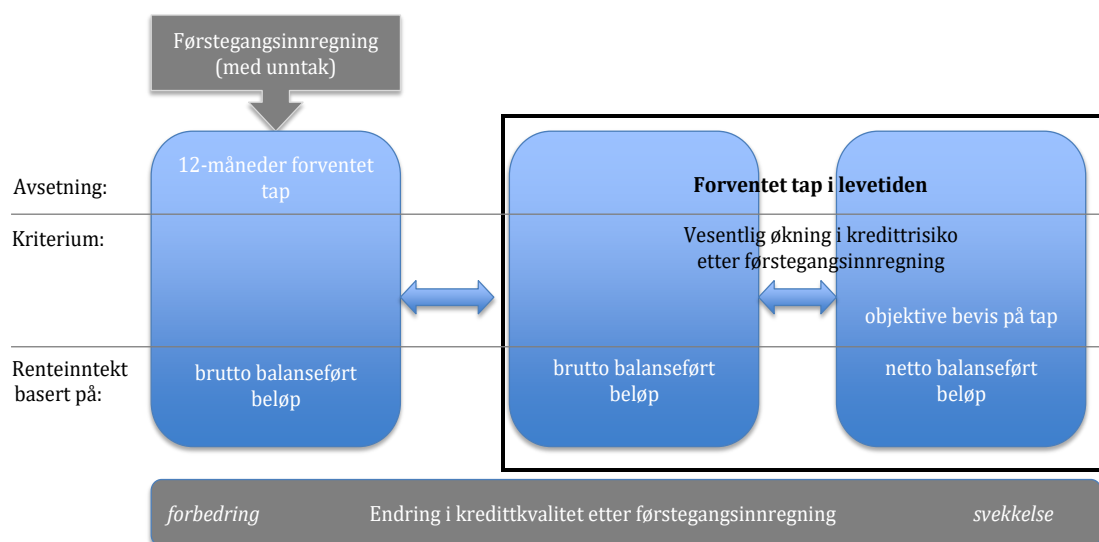 Førstegangsinnregning
(med unntak)
12-måneder forventet
tap
Avsetning:
Forventet tap i levetiden
Kriterium:
Vesentlig økning i kredittrisiko
etter førstegangsinnregning
objektive bevis på tap
Renteinntekt
basert på:
brutto balanseført
beløp
brutto balanseført
beløp
netto balanseført
beløp
forbedring
Endring i kredittkvalitet etter førstegangsinnregning
svekkelse